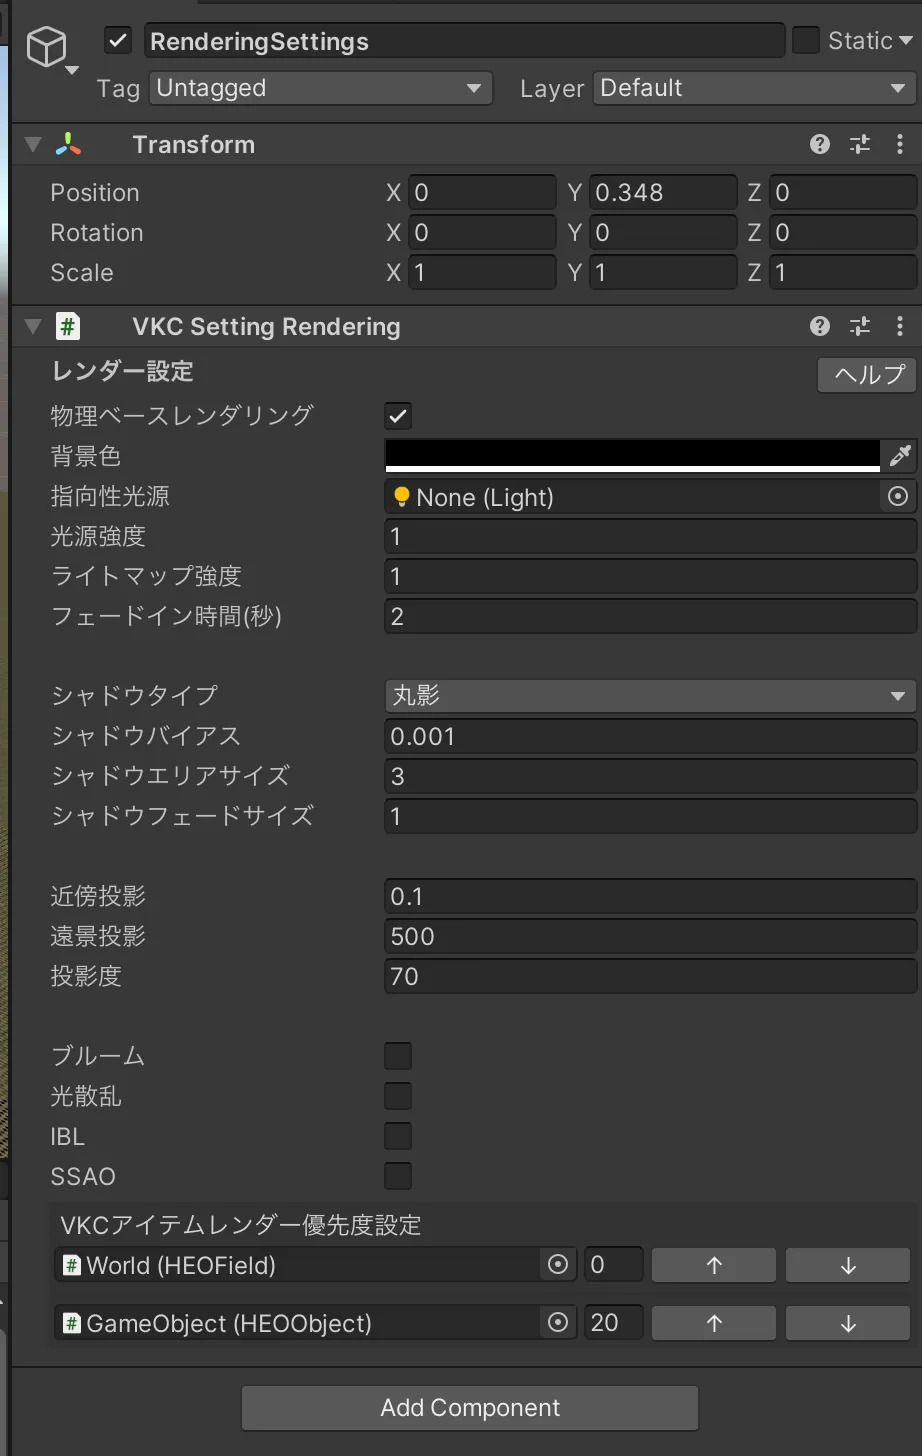 RenderingSettings Static
Tag Untagged Layer Default
Transform
Position X 0 Y 0.348 Z 0
Rotation X 0 Y 0 Z 0
Scale X 1 Y 1 Z 1
# VKC Setting Rendering
レンダー設定 ヘルプ
物理ベースレンダリング
背景色
指向性光源 None (Light)
光源強度 1
ライトマップ強度 1
フェードイン時間(秒) 2
シャドウタイプ 丸影
シャドウバイアス 0.001
シャドウエリアサイズ 3
シャドウフェードサイズ 1
近傍投影 0.1
遠景投影 500
投影度 70
ブルーム
光散乱
IBL
SSAO
VKCアイテムレンダー優先度設定
# World (HEOField) 0 ↑ ↓
# GameObject (HEOObject) 20 ↑ ↓
Add Component